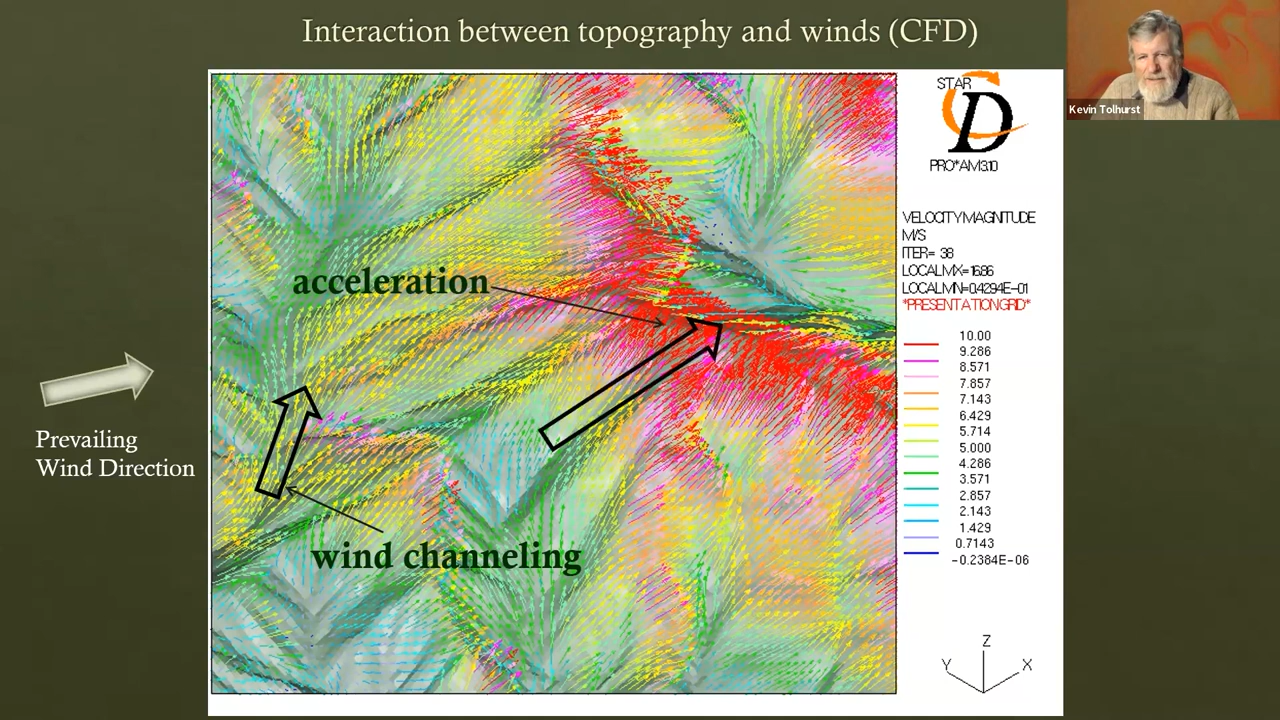 Interaction between topography and winds (CFD)
Kevin Tolhurst
STAR
CD
PRO*AM 3.10
VELOCITY MAGNITUDE
M/S
ITER= 38
LOCAL MX= 16.86
LOCAL MN= 0.4294E-01
*PRESENTATION GRID*
10.00
9.286
8.571
7.857
7.143
6.429
5.714
5.000
4.286
3.571
2.857
2.143
1.429
0.7143
-0.2384E-06
acceleration
wind channeling
Prevailing
Wind Direction
Z
Y X